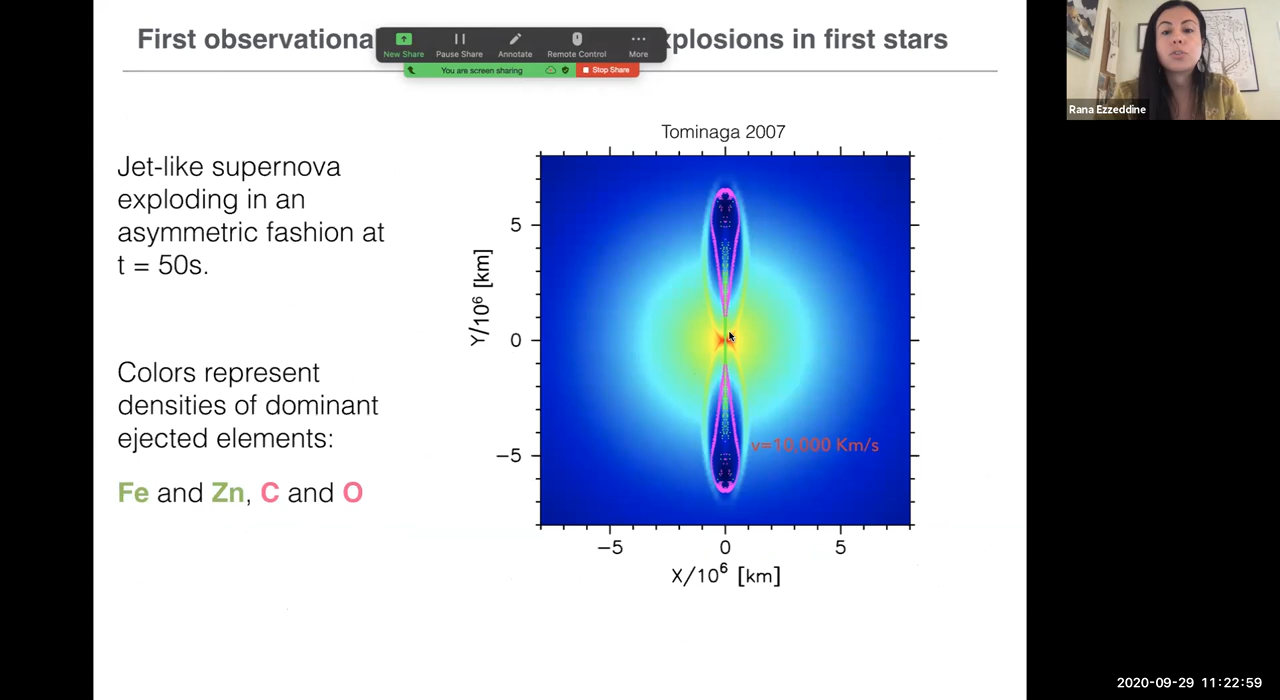 First observationa
xplosions in first stars
New Share
Pause Share
Annotate
Remote Control
More
You are screen sharing
Stop Share
Rana Ezzeddine
Tominaga 2007
Jet-like supernova
exploding in an
asymmetric fashion at
t = 50s.
Colors represent
densities of dominant
ejected elements:
Fe and Zn, C and O
Y/10⁶ [km]
5
0
−5
v=10,000 Km/s
−5 0 5
X/10⁶ [km]
2020-09-29 11:22:59